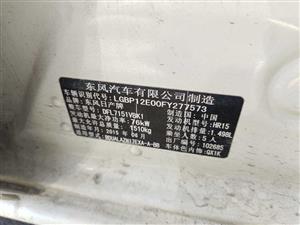 东风汽车有限公司制造
车辆识别代号 LGBP12E00FY277573
品牌 东风日产牌 制造国 中国
整车型号 DFL7151VBK1 发动机型号 HR15
发动机最大净功率 76kW 发动机排量 1.498L
最大允许总质量 1510kg 乘坐人数 5人
制造年月 2015年04月 102685
QX1K